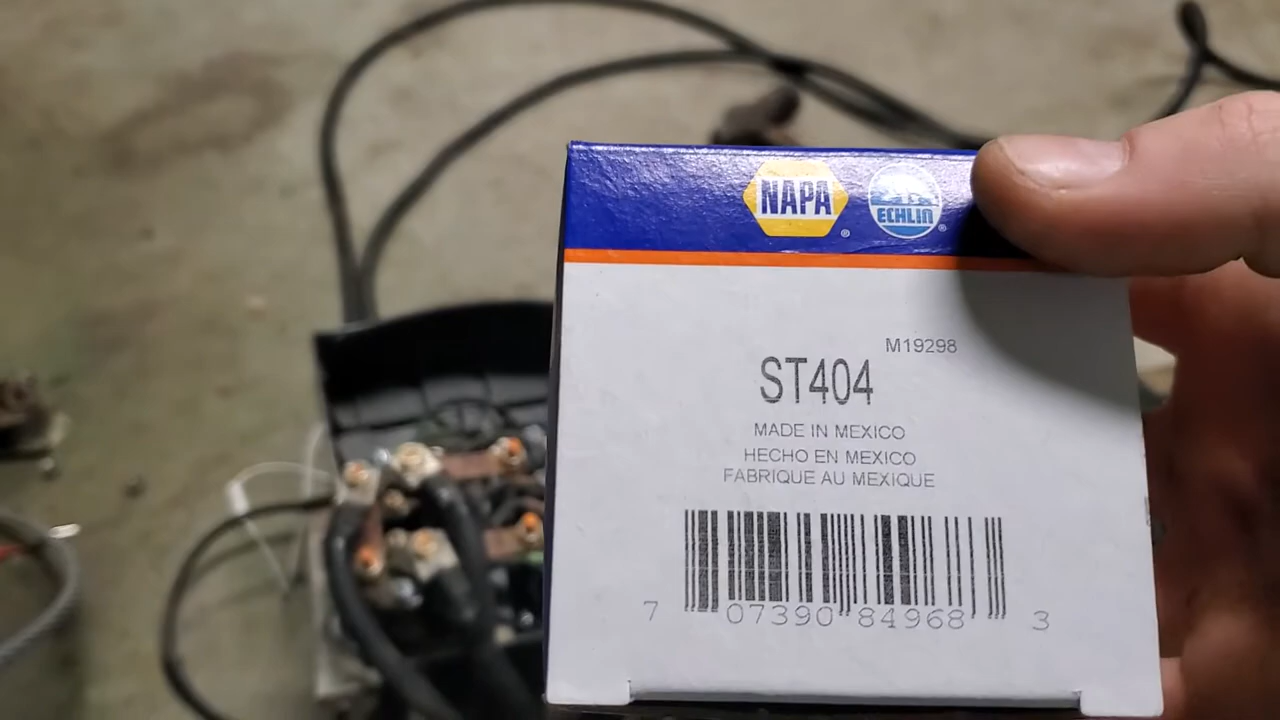 NAPA
ECHLIN
M19298
ST404
MADE IN MEXICO
HECHO EN MEXICO
FABRIQUE AU MEXIQUE
7 07390 84968 3